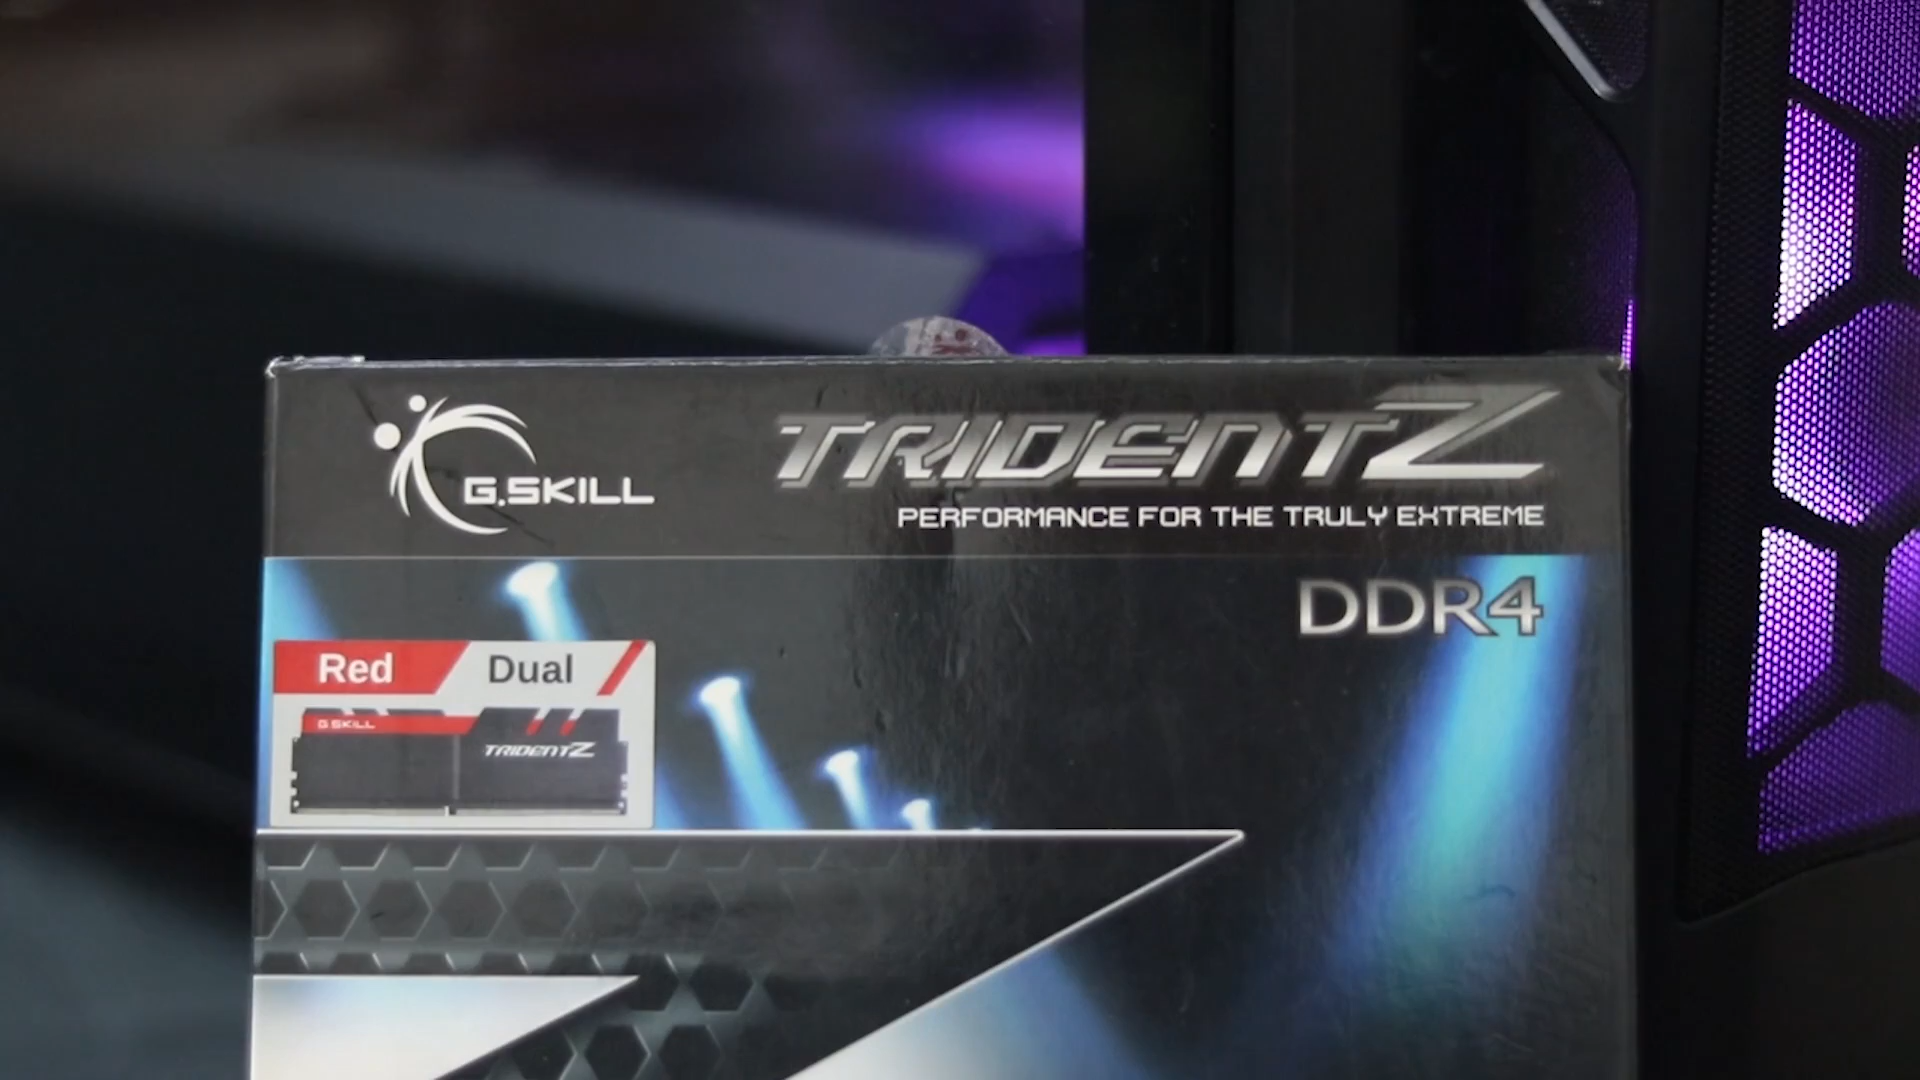 G.SKILL
TRIDENTZ
PERFORMANCE FOR THE TRULY EXTREME
DDR4
Red Dual
G.SKILL
TRIDENTZ